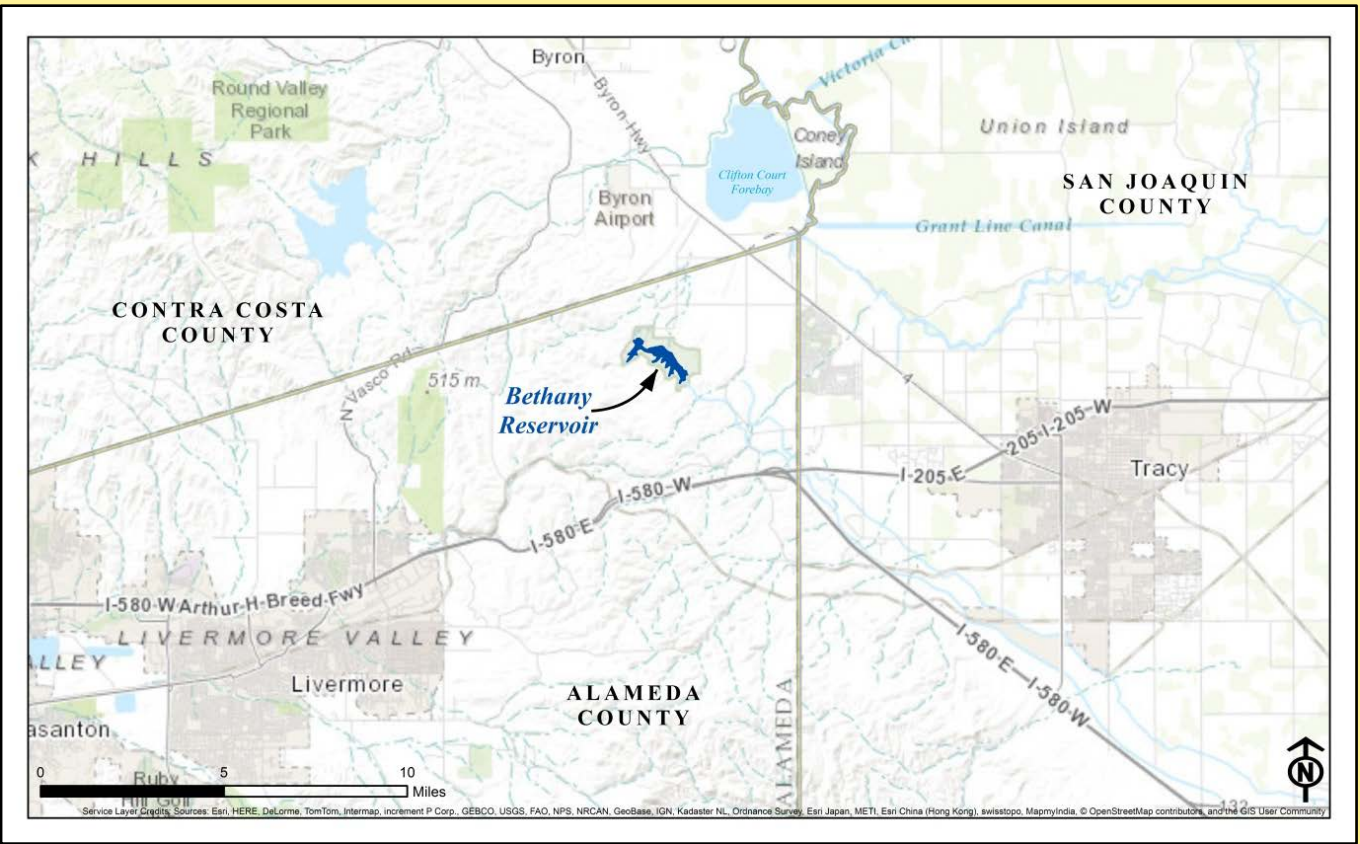 Byron
Victoria
Round Valley
Regional
Park
Byron-Hwy
Coney
Island
Union Island
K HILLS
Clifton Court
Forebay
SAN JOAQUIN
COUNTY
Byron
Airport
Grant Line Canal
CONTRA COSTA
COUNTY
N Vasco Rd
515 m
Bethany
Reservoir
4
205-I-205-W
I-205-E
Tracy
I-580-W
I-580-E
I-580-W Arthur-H-Breed-Fwy
LIVERMORE VALLEY
ALLEY
I-580-E
I-580-W
Livermore
ALAMEDA
COUNTY
ALAMEDA
asanton
0 5 10
Miles
Ruby
Hill Golf
N
132
Service Layer Credits: Sources: Esri, HERE, DeLorme, TomTom, Intermap, increment P Corp., GEBCO, USGS, FAO, NPS, NRCAN, GeoBase, IGN, Kadaster NL, Ordnance Survey, Esri Japan, METI, Esri China (Hong Kong), swisstopo, MapmyIndia, © OpenStreetMap contributors, and the GIS User Community